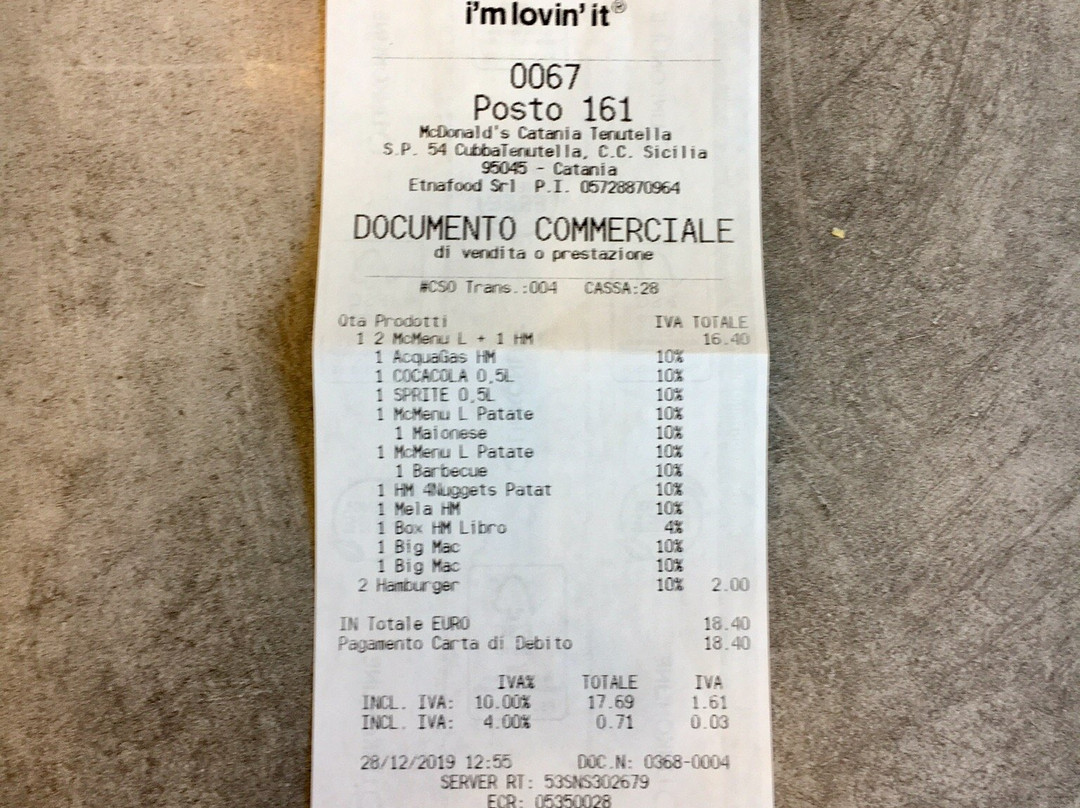 i'm lovin' it®
0067
Posto 161
McDonald's Catania Tenutella
S.P. 54 CubbaTenutella, C.C. Sicilia
95045 - Catania
Etnafood Srl P.I. 05728870964
DOCUMENTO COMMERCIALE
di vendita o prestazione
#CSO Trans.:004 CASSA:28
Qta Prodotti IVA TOTALE
1 2 McMenu L + 1 HM 16.40
1 AcquaGas HM 10%
1 COCACOLA 0,5L 10%
1 SPRITE 0,5L 10%
1 McMenu L Patate 10%
1 Maionese 10%
1 McMenu L Patate 10%
1 Barbecue 10%
1 HM 4Nuggets Patat 10%
1 Mela HM 10%
1 Box HM Libro 4%
1 Big Mac 10%
1 Big Mac 10%
2 Hamburger 10% 2.00
IN Totale EURO 18.40
Pagamento Carta di Debito 18.40
IVA% TOTALE IVA
INCL. IVA: 10.00% 17.69 1.61
INCL. IVA: 4.00% 0.71 0.03
28/12/2019 12:55 DOC.N: 0368-0004
SERVER RT: 53SNS302679
ECR: 05350028